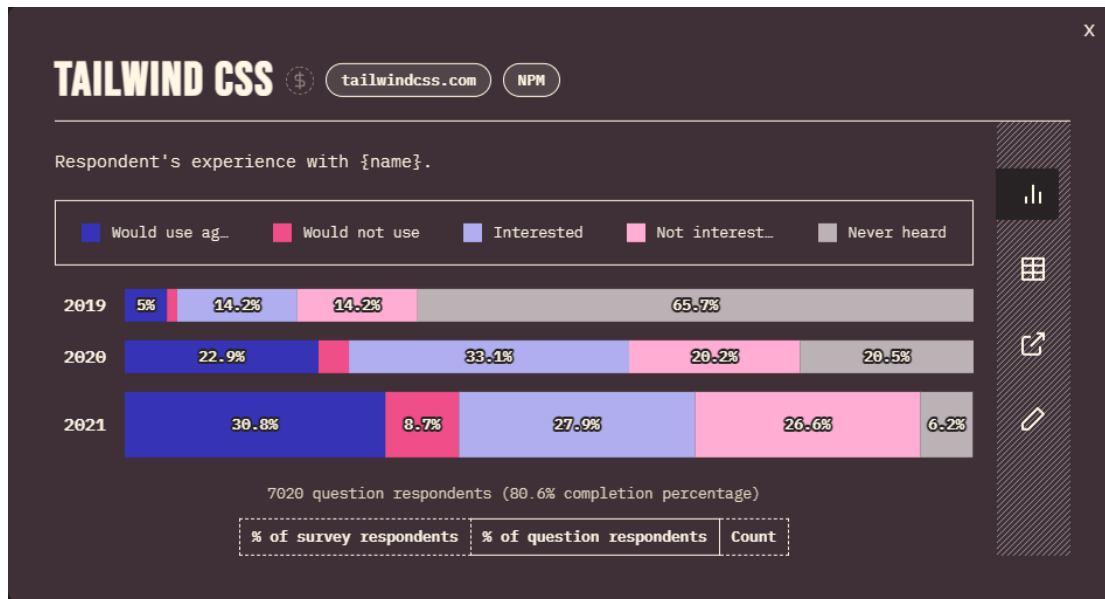 x
TAILWIND CSS $ tailwindcss.com NPM
Respondent's experience with {name}.
Would use ag… Would not use Interested Not interest… Never heard
2019 5% 14.2% 14.2% 65.7%
2020 22.9% 33.1% 20.2% 20.5%
2021 30.8% 8.7% 27.9% 26.6% 6.2%
7020 question respondents (80.6% completion percentage)
% of survey respondents % of question respondents Count